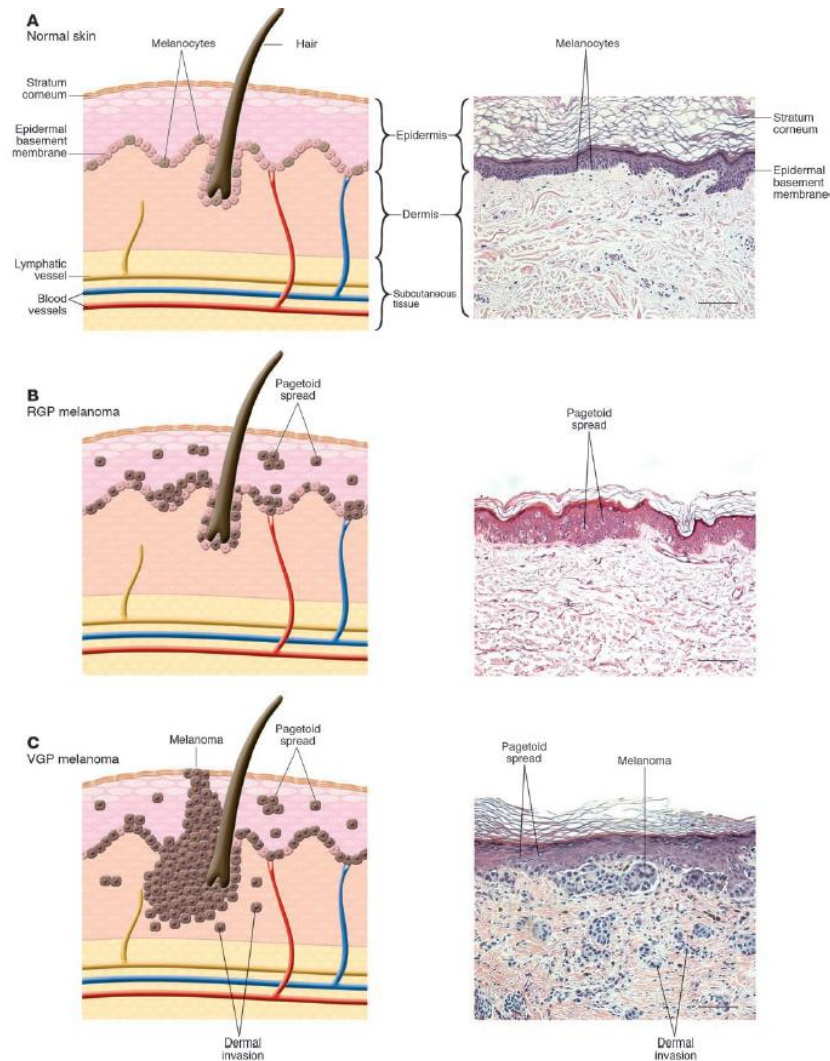 A
Normal skin
Melanocytes
Hair
Stratum
corneum
Epidermal
basement
membrane
Lymphatic
vessel
Blood
vessels
Epidermis
Dermis
Subcutaneous
tissue
Melanocytes
Stratum
corneum
Epidermal
basement
membrane
B
RGP melanoma
Pagetoid
spread
Pagetoid
spread
C
VGP melanoma
Melanoma
Pagetoid
spread
Dermal
invasion
Pagetoid
spread
Melanoma
Dermal
invasion